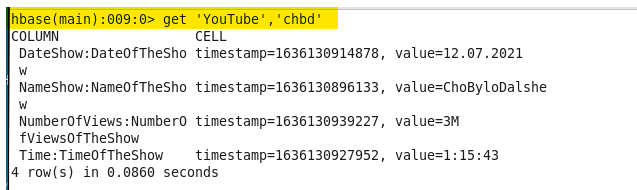 hbase(main):009:0> get 'YouTube','chbd'
COLUMN CELL
DateShow:DateOfTheSho timestamp=1636130914878, value=12.07.2021
w
NameShow:NameOfTheSho timestamp=1636130896133, value=ChoByloDalshe
w
NumberOfViews:NumberO timestamp=1636130939227, value=3M
fViewsOfTheShow
Time:TimeOfTheShow timestamp=1636130927952, value=1:15:43
4 row(s) in 0.0860 seconds